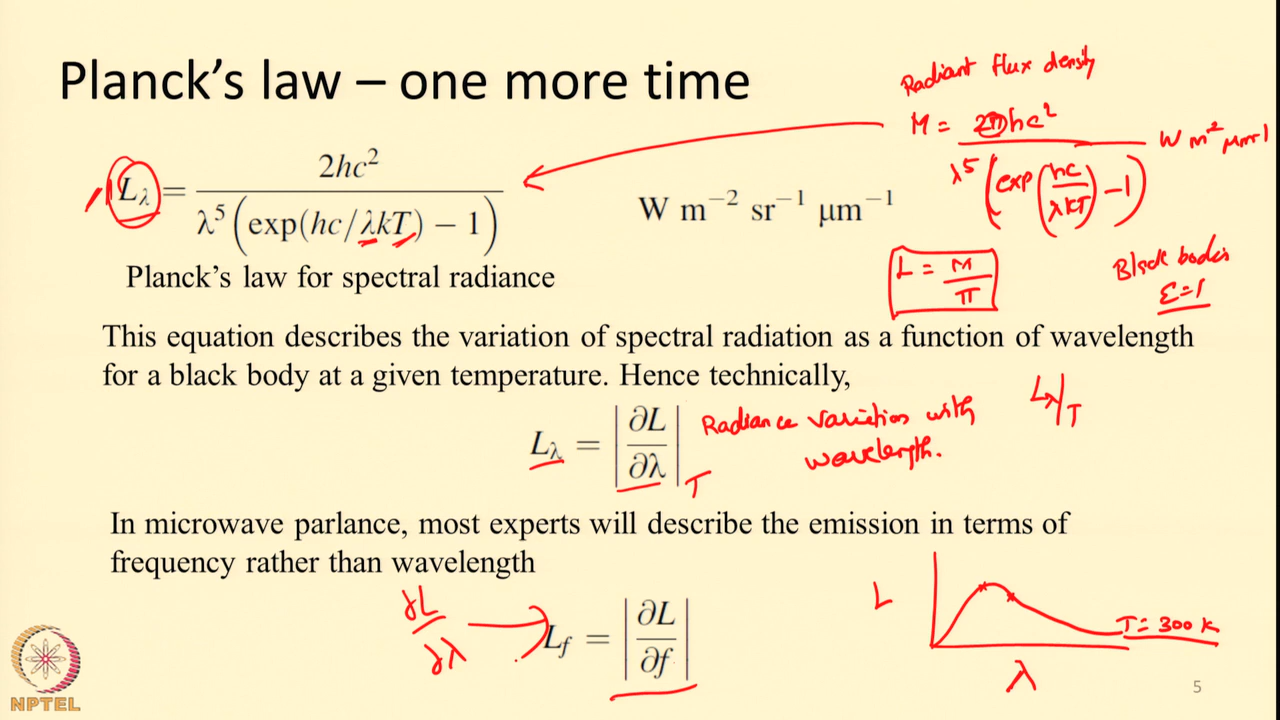 Planck's law – one more time
Radiant flux density
M = 2πhc² / λ⁵ (exp(hc/λkT) −1) W m⁻² μm⁻¹
L_λ = 2hc² / λ⁵ (exp(hc/λkT) − 1)
W m⁻² sr⁻¹ μm⁻¹
Planck's law for spectral radiance
L = M/π
Black bodies
ε=1
This equation describes the variation of spectral radiation as a function of wavelength
for a black body at a given temperature. Hence technically,
L_λ = |∂L/∂λ| T
Radiance variation with
wavelength.
L_λ/T
In microwave parlance, most experts will describe the emission in terms of
frequency rather than wavelength
∂L/∂λ
L_f = |∂L/∂f|
L
T = 300 K
λ
NPTEL
5